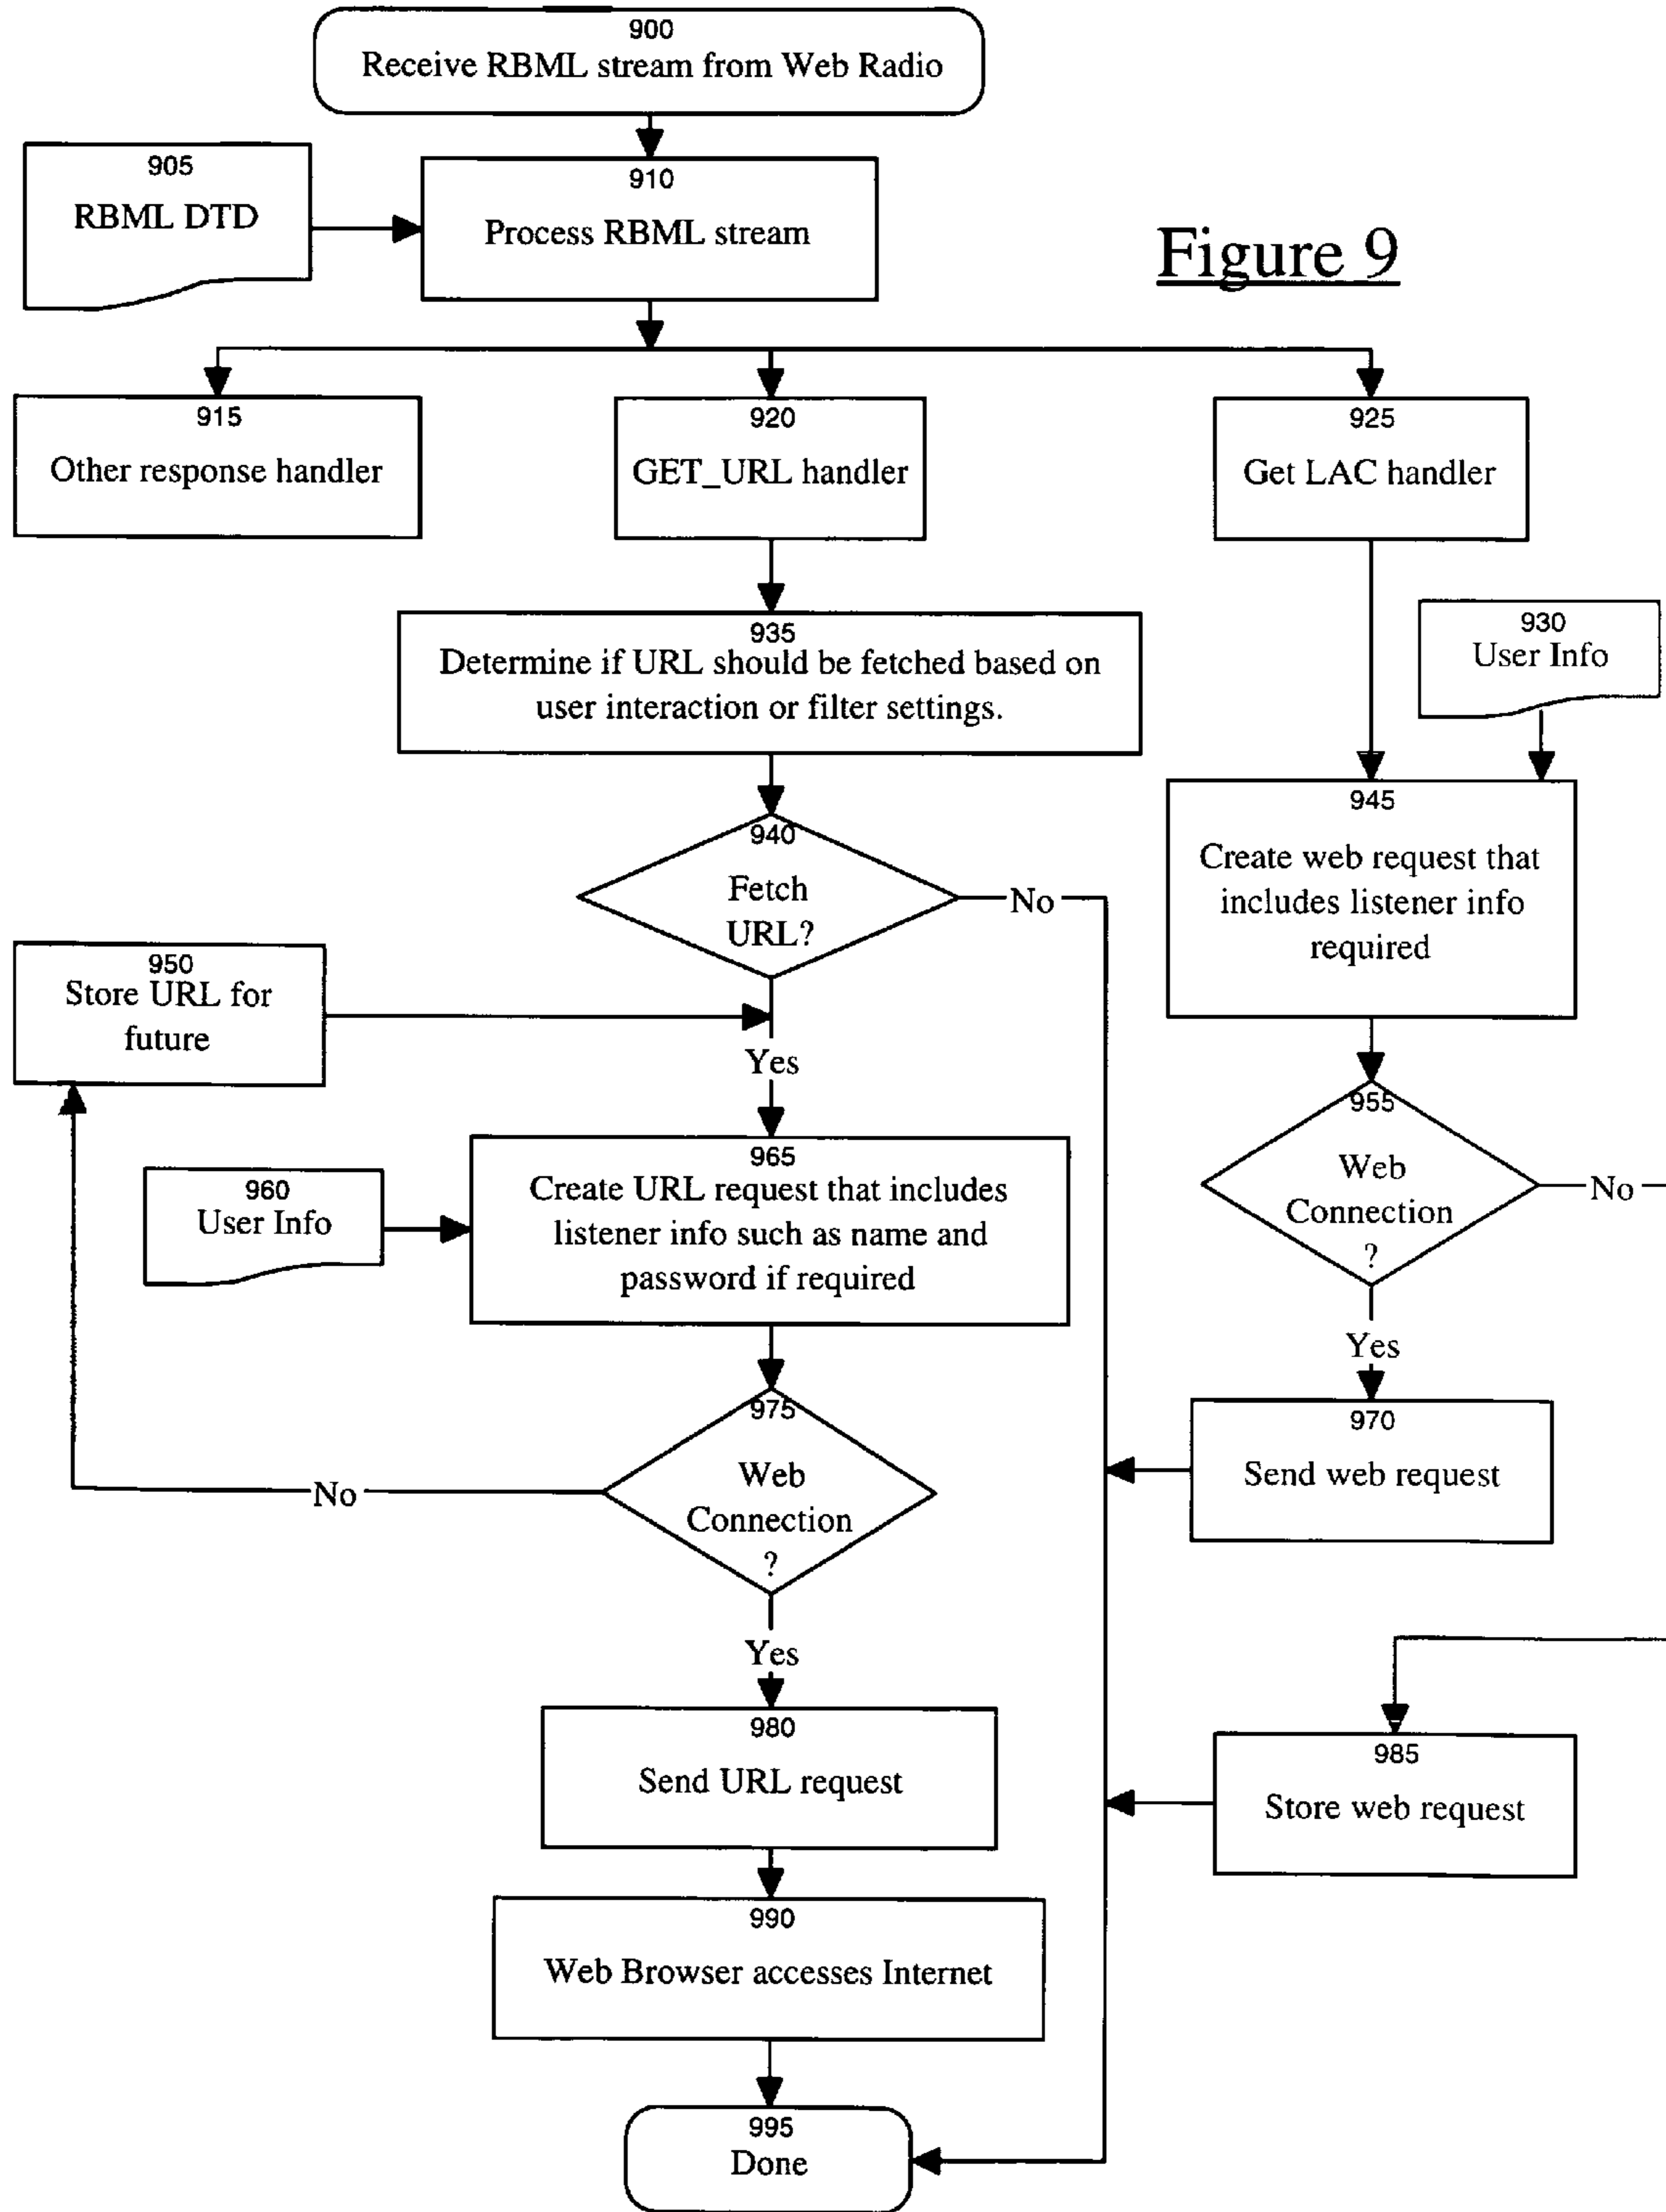 900
Receive RBML stream from Web Radio
905
RBML DTD
910
Process RBML stream
Figure 9
915
Other response handler
920
GET_URL handler
925
Get LAC handler
930
User Info
935
Determine if URL should be fetched based on
user interaction or filter settings.
940
Fetch
URL?
No
945
Create web request that
includes listener info
required
950
Store URL for
future
Yes
955
Web
Connection
?
No
960
User Info
965
Create URL request that includes
listener info such as name and
password if required
Yes
970
Send web request
975
Web
Connection
?
No
Yes
980
Send URL request
985
Store web request
990
Web Browser accesses Internet
995
Done